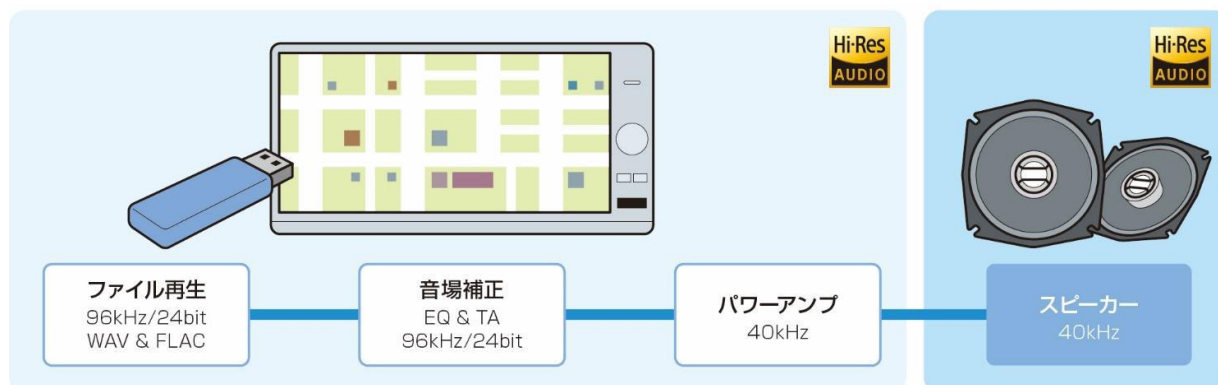 Hi-Res
AUDIO
Hi-Res
AUDIO
ファイル再生
96kHz/24bit
WAV & FLAC
音場補正
EQ & TA
96kHz/24bit
パワーアンプ
40kHz
スピーカー
40kHz